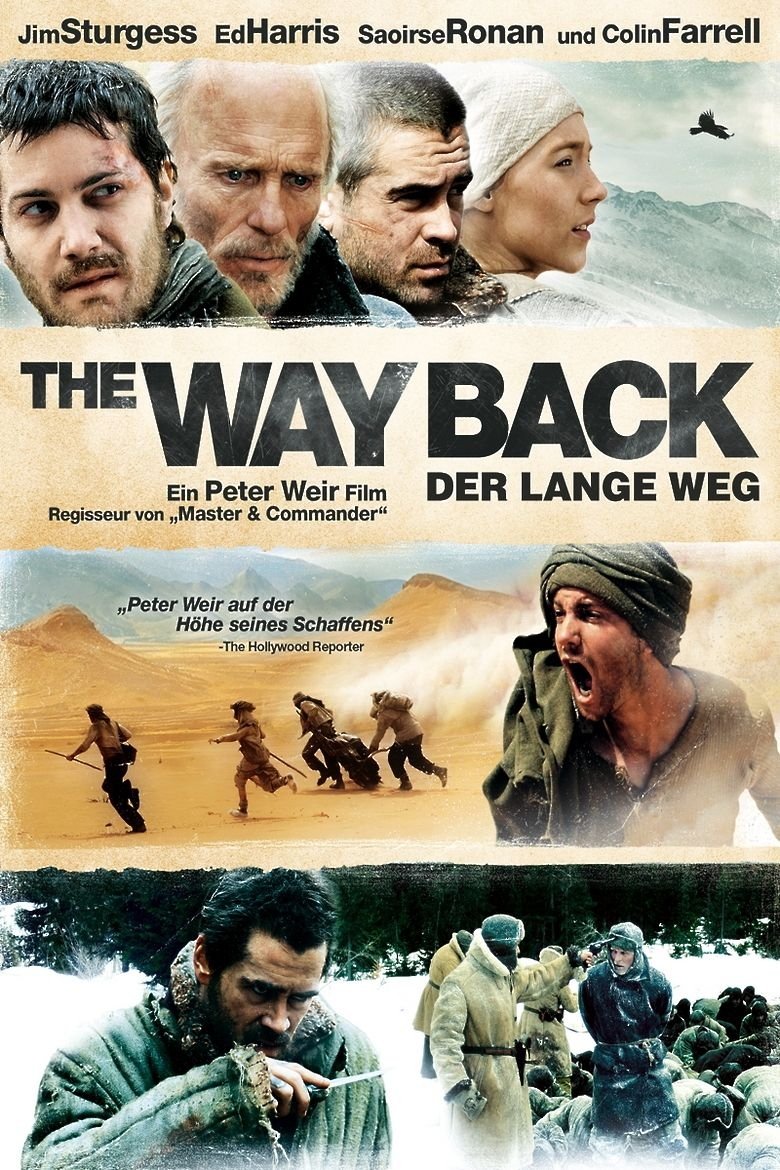 JimSturgess EdHarris SaoirseRonan und ColinFarrell
THE WAY BACK
DER LANGE WEG
Ein Peter Weir Film
Regisseur von „Master & Commander“
„Peter Weir auf der
Höhe seines Schaffens“
-The Hollywood Reporter